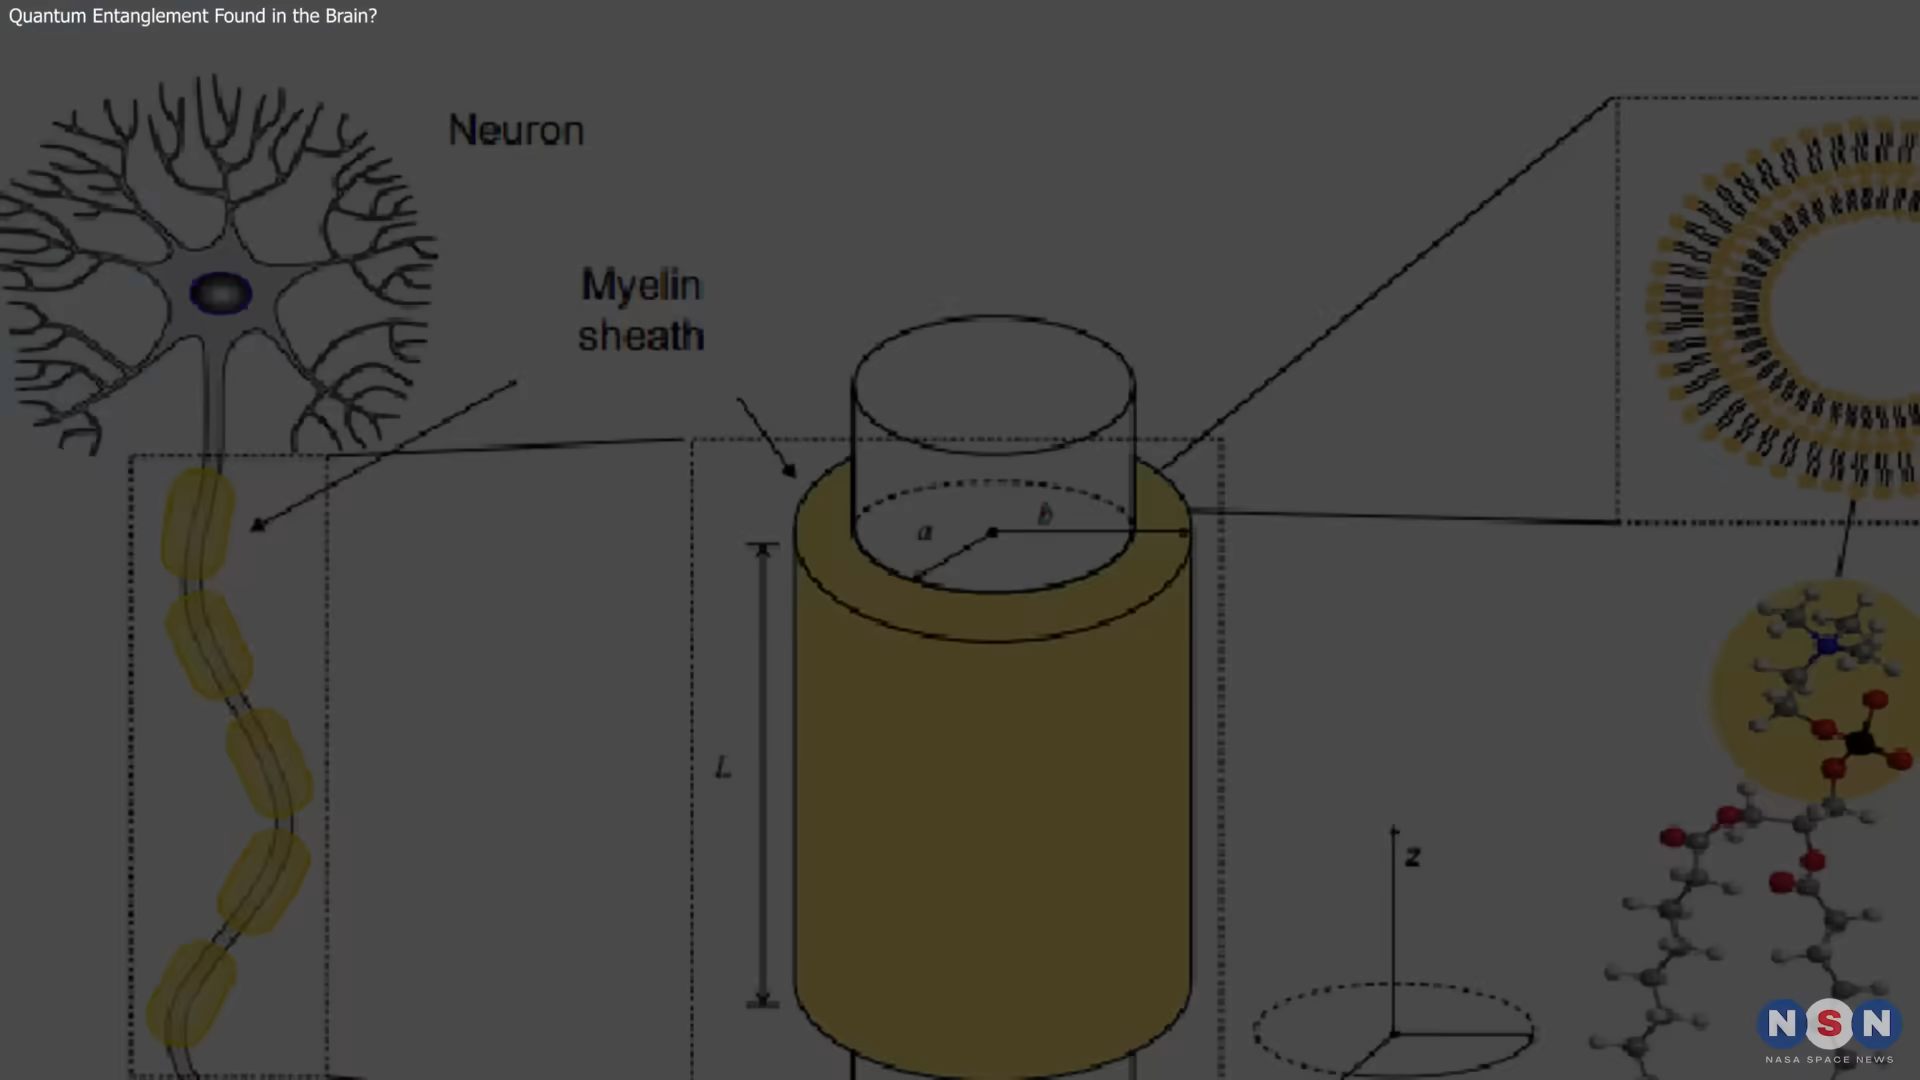 Quantum Entanglement Found in the Brain?
Neuron
Myelin
sheath
a
b
L
z
NSN
NASA SPACE NEWS